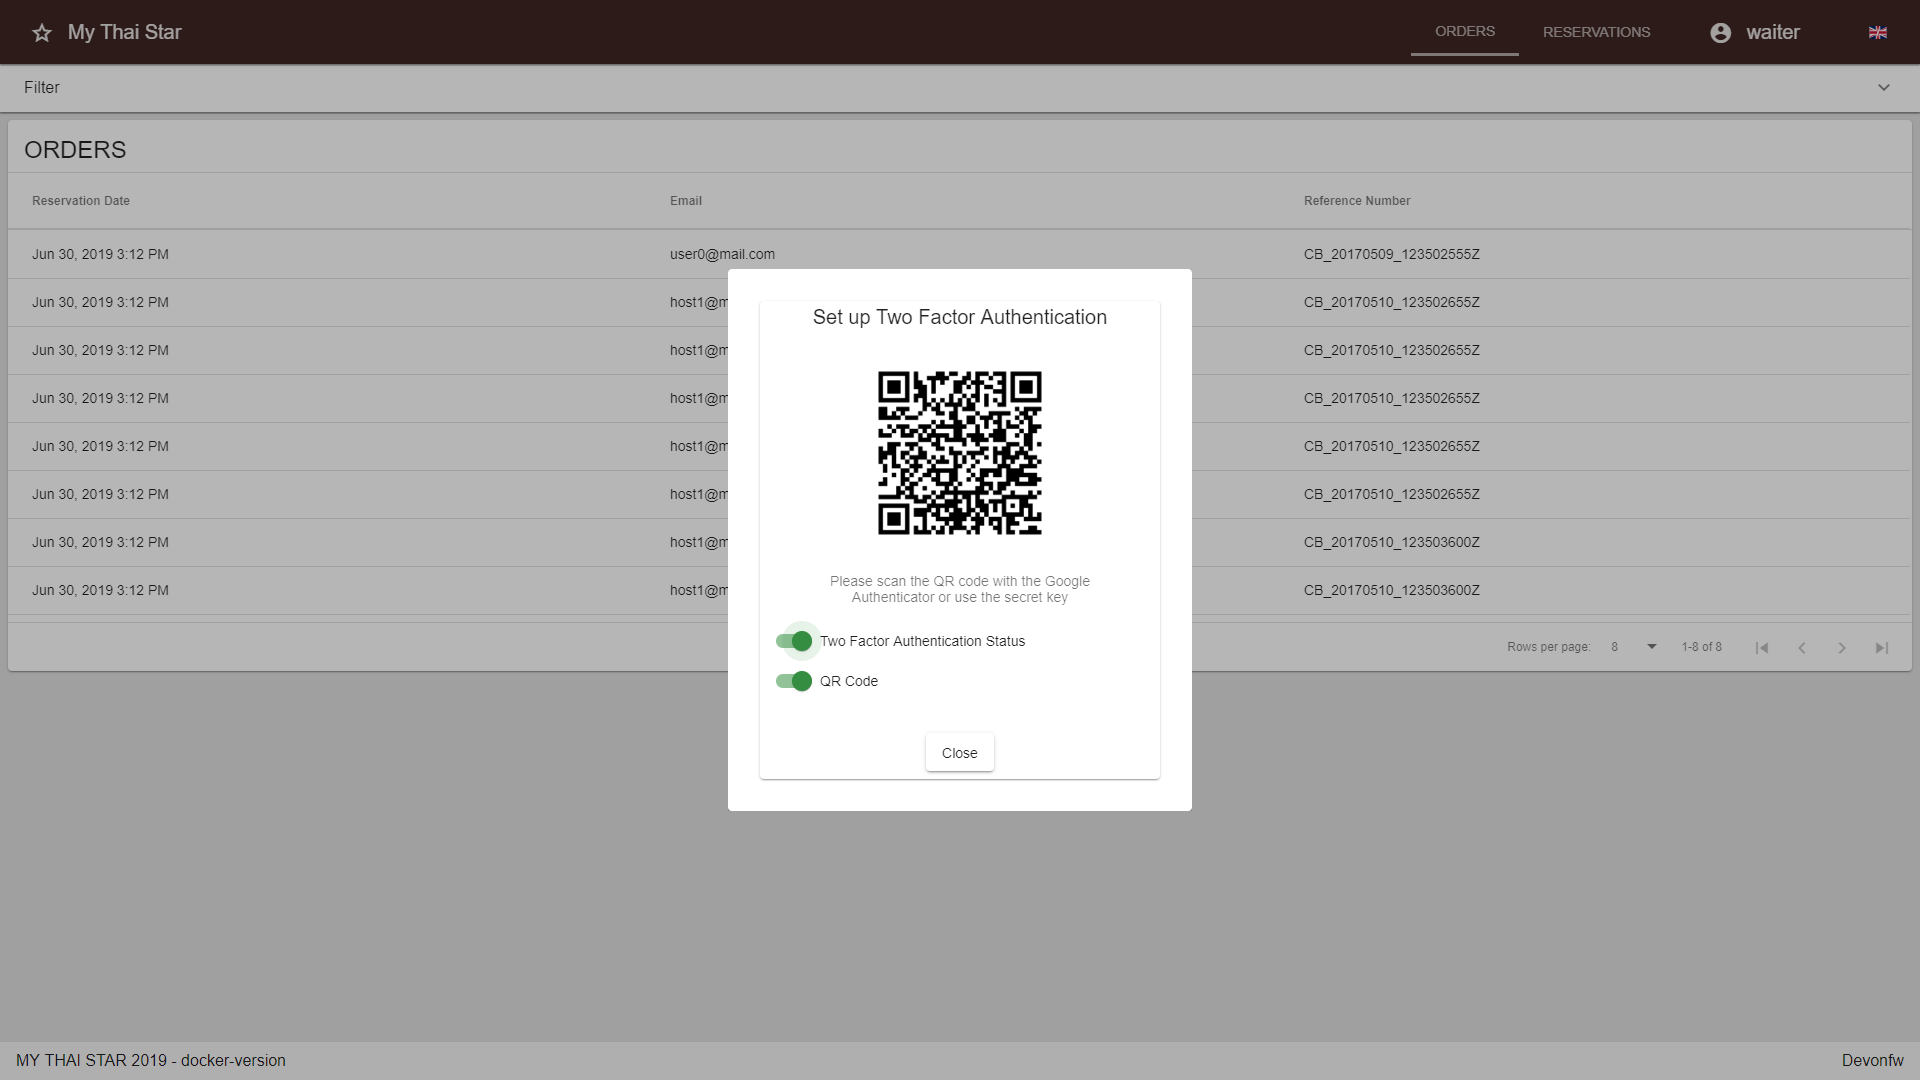 My Thai Star
ORDERS
RESERVATIONS
waiter
Filter
ORDERS
Reservation Date Email Reference Number
Jun 30, 2019 3:12 PM user0@mail.com CB_20170509_123502555Z
Jun 30, 2019 3:12 PM host1@m CB_20170510_123502655Z
Jun 30, 2019 3:12 PM host1@m CB_20170510_123502655Z
Jun 30, 2019 3:12 PM host1@m CB_20170510_123502655Z
Jun 30, 2019 3:12 PM host1@m CB_20170510_123502655Z
Jun 30, 2019 3:12 PM host1@m CB_20170510_123502655Z
Jun 30, 2019 3:12 PM host1@m CB_20170510_123503600Z
Jun 30, 2019 3:12 PM host1@m CB_20170510_123503600Z
Rows per page: 8 1-8 of 8
Set up Two Factor Authentication
Please scan the QR code with the Google
Authenticator or use the secret key
Two Factor Authentication Status
QR Code
Close
MY THAI STAR 2019 - docker-version
Devonfw